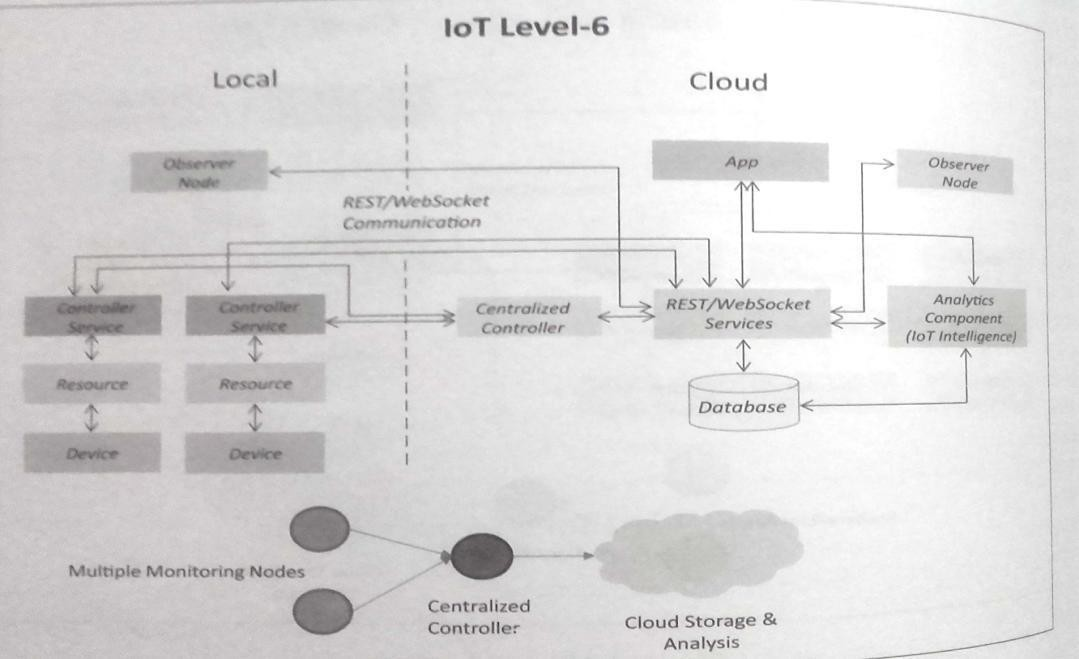 IoT Level-6
Local
Cloud
Observer
Node
App
Observer
Node
REST/WebSocket
Communication
Controller
Service
Controller
Service
Centralized
Controller
REST/WebSocket
Services
Analytics
Component
(IoT Intelligence)
Resource
Resource
Database
Device
Device
Multiple Monitoring Nodes
Centralized
Controller
Cloud Storage &
Analysis